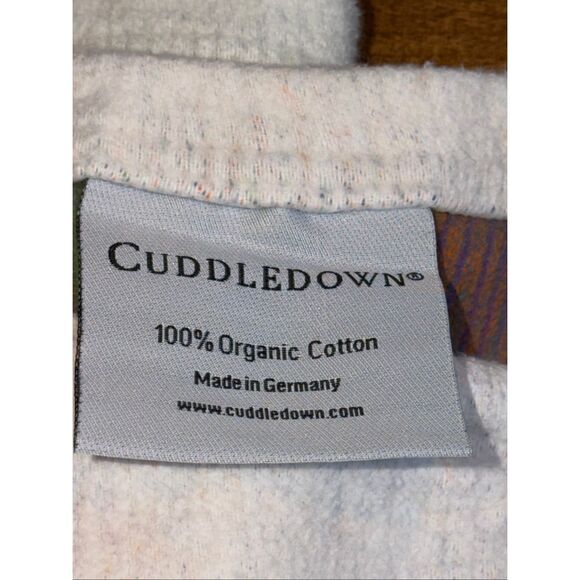 CUDDLEDOWN®
100% Organic Cotton
Made in Germany
www.cuddledown.com